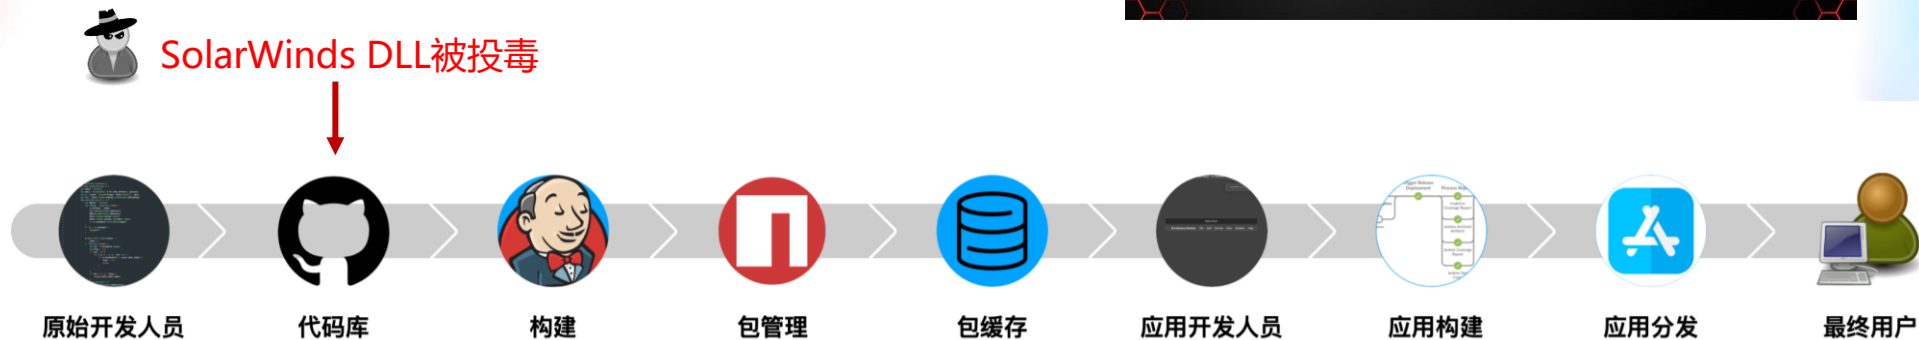 SolarWinds DLL被投毒
原始开发人员
代码库
构建
包管理
包缓存
应用开发人员
应用构建
应用分发
最终用户